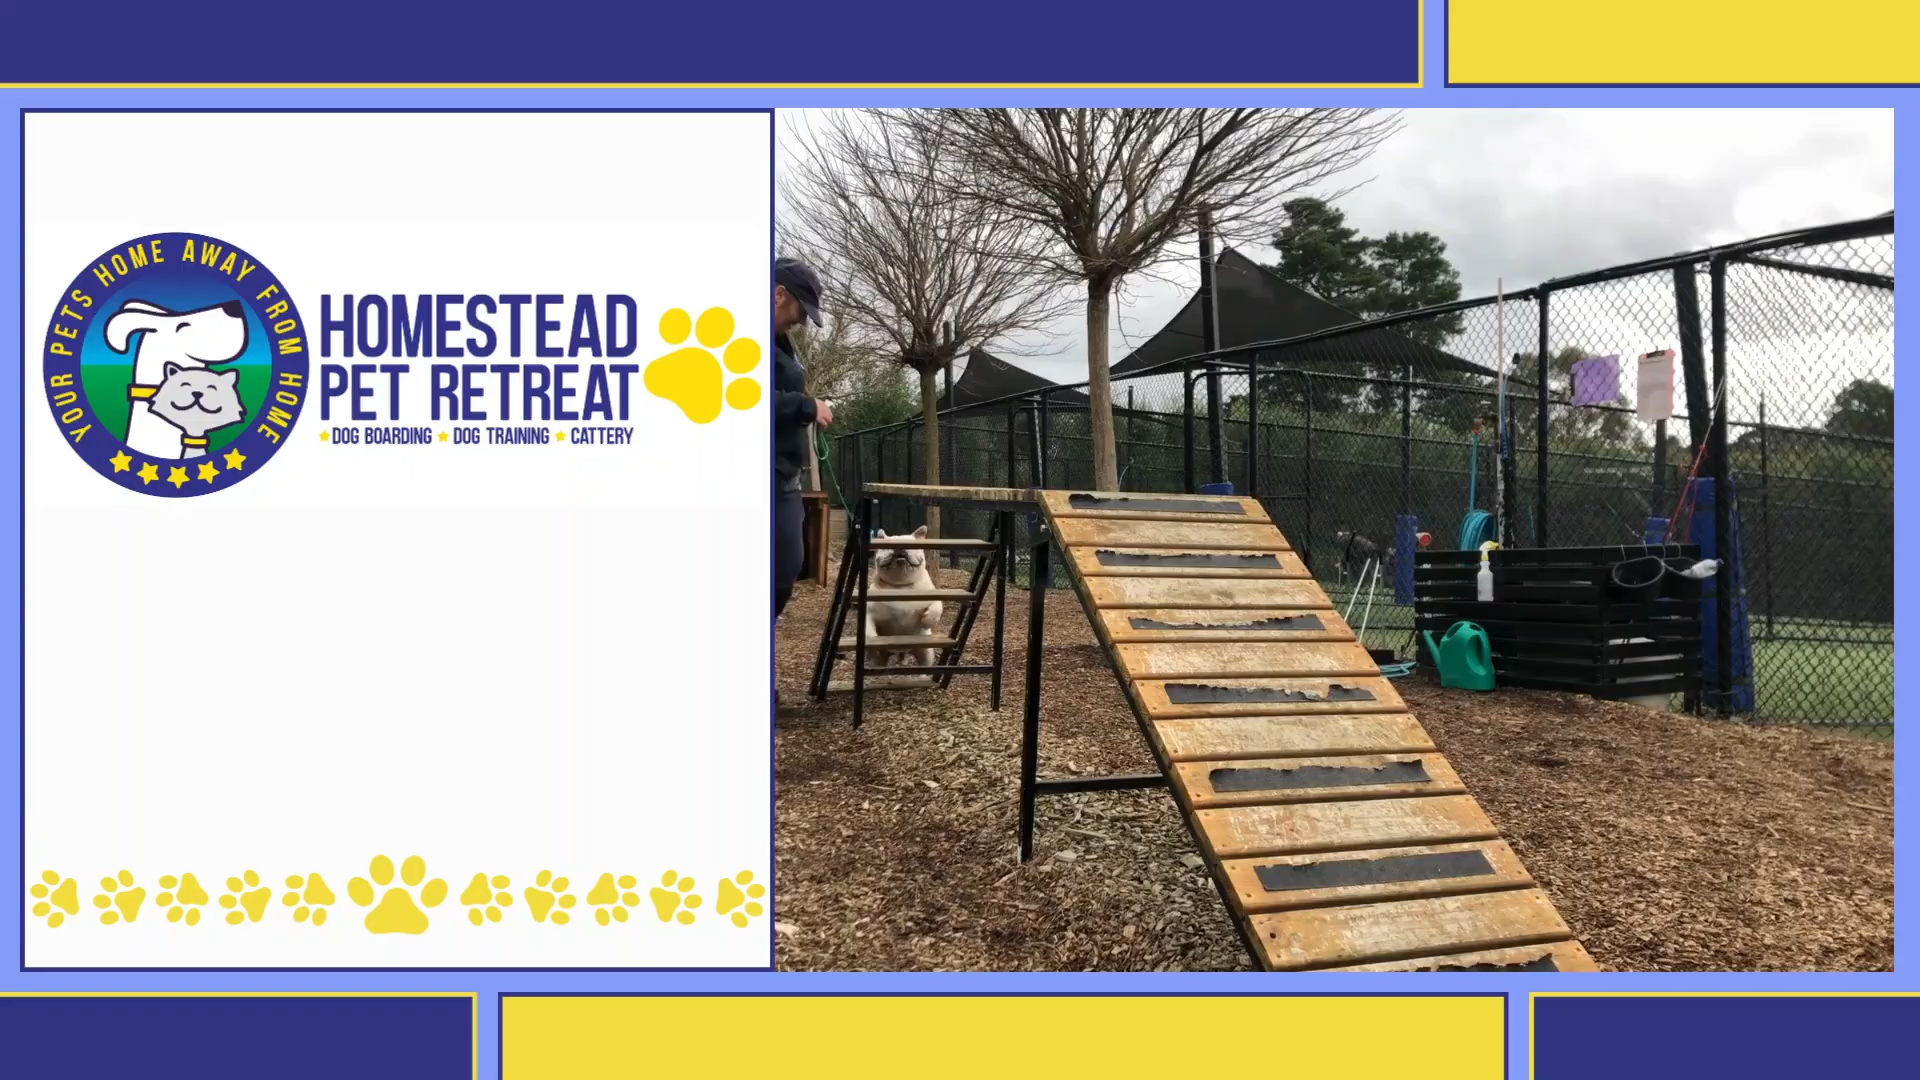 YOUR PETS HOME AWAY FROM HOME
HOMESTEAD
PET RETREAT
DOG BOARDING ★ DOG TRAINING ★ CATTERY